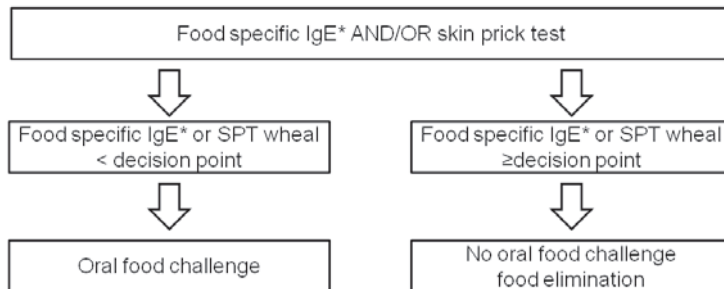 Food specific IgE* AND/OR skin prick test
Food specific IgE* or SPT wheal
< decision point
Food specific IgE* or SPT wheal
≥decision point
Oral food challenge
No oral food challenge
food elimination